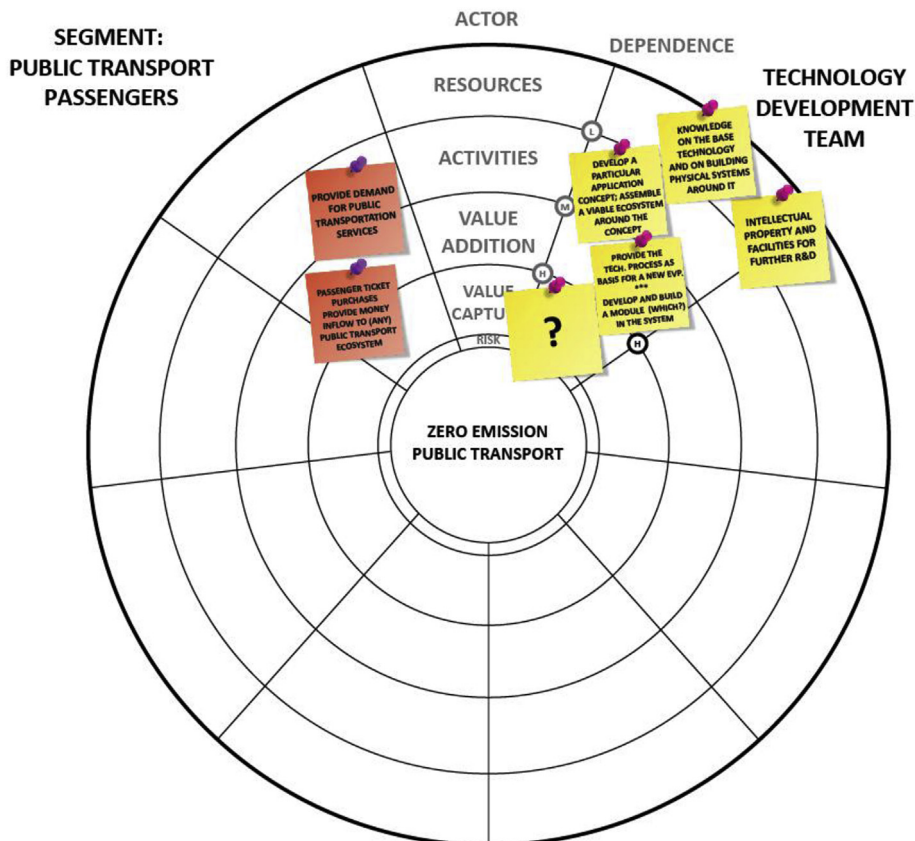 ACTOR
SEGMENT:
PUBLIC TRANSPORT
PASSENGERS
DEPENDENCE
TECHNOLOGY
DEVELOPMENT
TEAM
RESOURCES
L
ACTIVITIES
M
VALUE
ADDITION
H
VALUE
CAPTU
RISK
PROVIDE DEMAND
FOR PUBLIC
TRANSPORTATION
SERVICES
PASSENGER TICKET
PURCHASES
PROVIDE MONEY
INFLOW TO (ANY)
PUBLIC TRANSPORT
ECOSYSTEM
KNOWLEDGE
ON THE BASE
TECHNOLOGY
AND ON BUILDING
PHYSICAL SYSTEMS
AROUND IT
DEVELOP A
PARTICULAR
APPLICATION
CONCEPT; ASSEMBLE
A VIABLE ECOSYSTEM
AROUND THE
CONCEPT
INTELLECTUAL
PROPERTY AND
FACILITIES FOR
FURTHER R&D
PROVIDE THE
TECH. PROCESS AS
BASIS FOR A NEW EVP.
***
DEVELOP AND BUILD
A MODULE (WHICH?)
IN THE SYSTEM
?
H
ZERO EMISSION
PUBLIC TRANSPORT